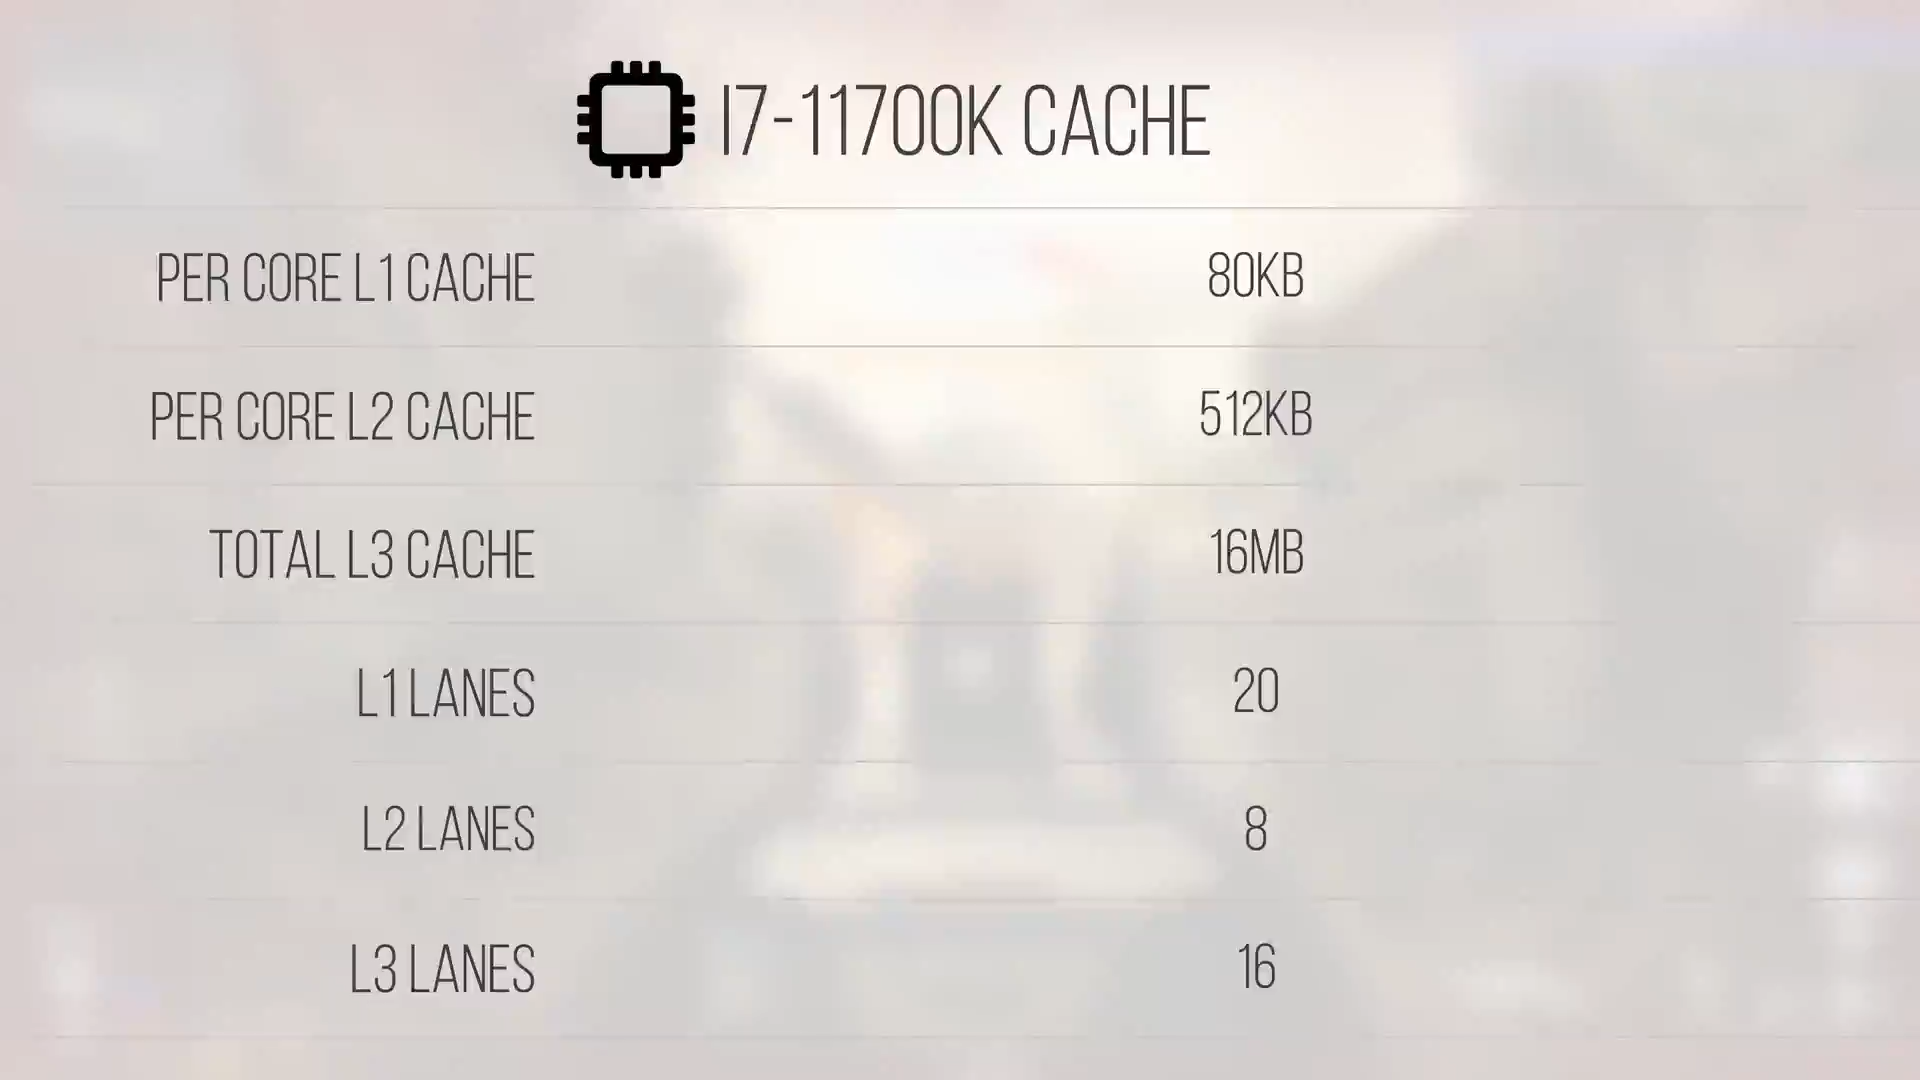 I7-11700K CACHE
PER CORE L1 CACHE 80KB
PER CORE L2 CACHE 512KB
TOTAL L3 CACHE 16MB
L1 LANES 20
L2 LANES 8
L3 LANES 16